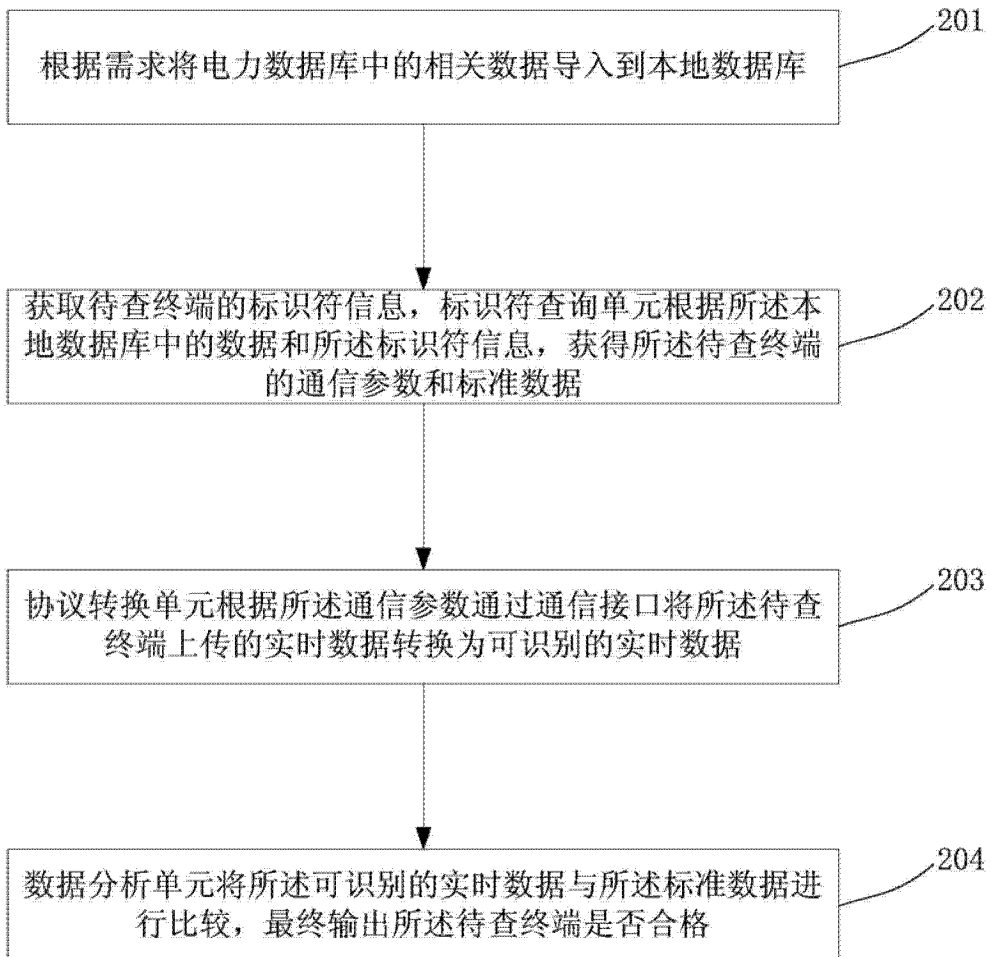 根据需求将电力数据库中的相关数据导入到本地数据库
201
获取待查终端的标识符信息，标识符查询单元根据所述本
地数据库中的数据和所述标识符信息，获得所述待查终端
的通信参数和标准数据
202
协议转换单元根据所述通信参数通过通信接口将所述待查
终端上传的实时数据转换为可识别的实时数据
203
数据分析单元将所述可识别的实时数据与所述标准数据进
行比较，最终输出所述待查终端是否合格
204